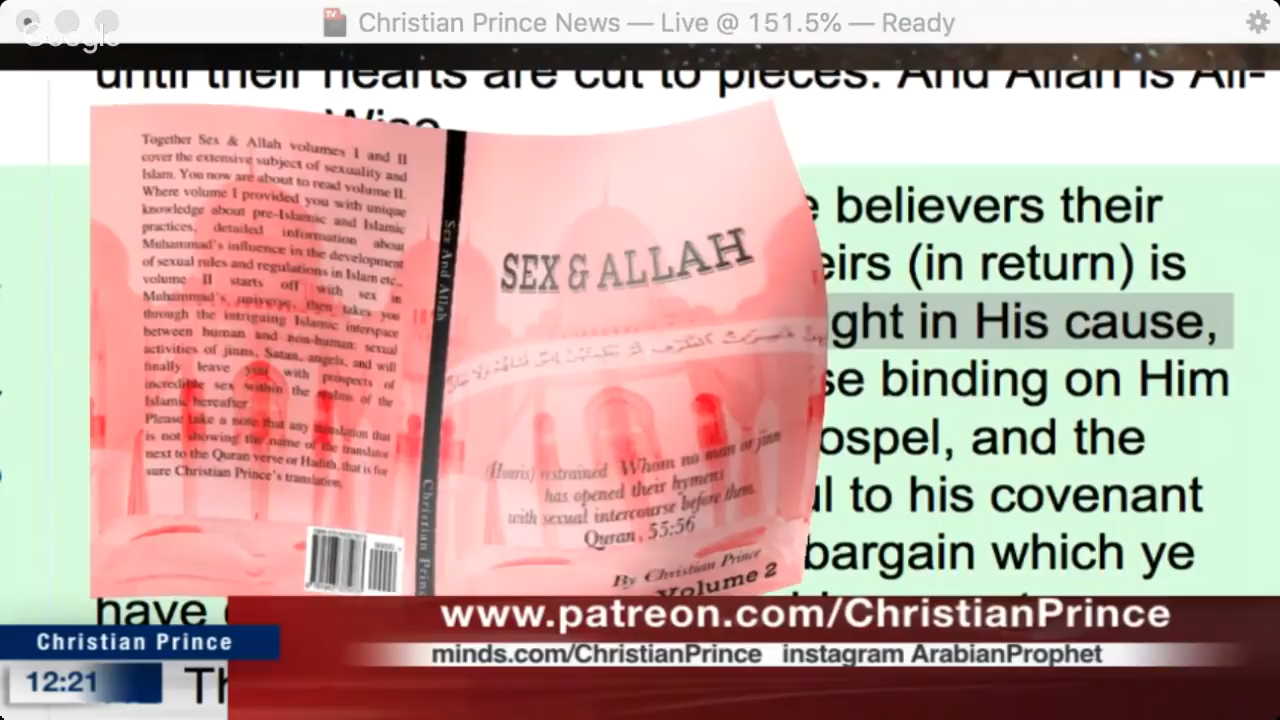 Christian Prince News — Live @ 151.5% — Ready
Google
until their hearts are cut to pieces. And Allah is All-
Wise
Together Sex & Allah volumes I and II
cover the extensive subject of sexuality and
Islam. You now are about to read volume II.
Where volume I provided you with unique
knowledge about pre-Islamic and Islamic
practices, detailed information about
Muhammad's influence in the development
of sexual rules and regulations in Islam etc.,
volume II starts off with sex in
Muhammad's universe, then takes you
through the intriguing Islamic interspace
between human and non-human: sexual
activities of jinns, Satan, angels, and will
finally leave you with prospects of
incredible sex within the realms of the
Islamic hereafter
Please take a note that any translation that
is not showing the name of the translator
next to the Quran verse or Hadith, that is for
sure Christian Prince's translation.
Sex And Allah
Christian Prin
SEX & ALLAH
(Houris) restrained Whom no man or jinn
has opened their hymens
with sexual intercourse before them.
Quran, 55:56
By Christian Prince
Volume 2
believers their
eirs (in return) is
ght in His cause,
se binding on Him
ospel, and the
ul to his covenant
bargain which ye
have
www.patreon.com/ChristianPrince
Christian Prince
minds.com/ChristianPrince instagram ArabianProphet
12:21
Th